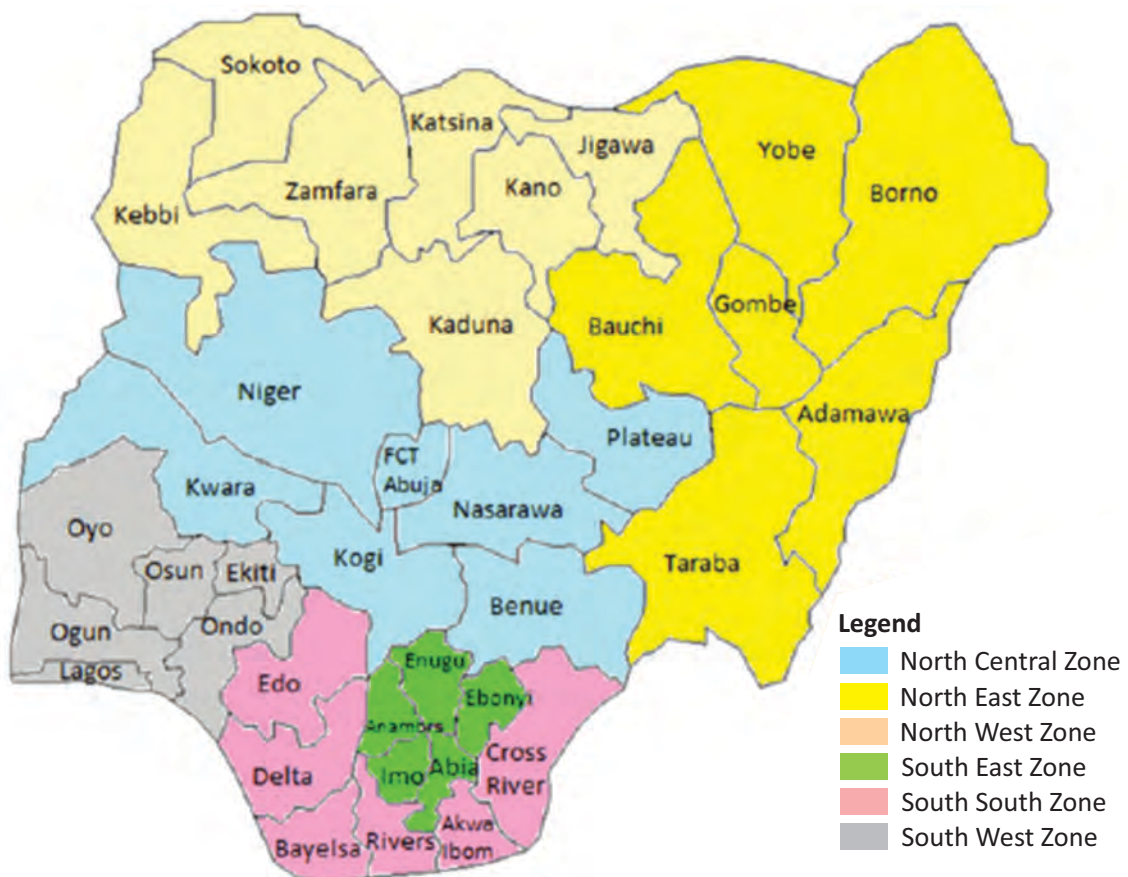 Sokoto
Katsina
Jigawa
Yobe
Kano
Zamfara
Borno
Kebbi
Gombe
Kaduna
Bauchi
Niger
Adamawa
Plateau
FCT
Abuja
Kwara
Nasarawa
Oyo
Kogi
Taraba
Osun
Ekiti
Benue
Ogun
Ondo
Lagos
Enugu
Edo
Ebonyi
Anamors
Cross
River
Delta
Imo
Abia
Akwa
Ibom
Rivers
Bayelsa
Legend
North Central Zone
North East Zone
North West Zone
South East Zone
South South Zone
South West Zone